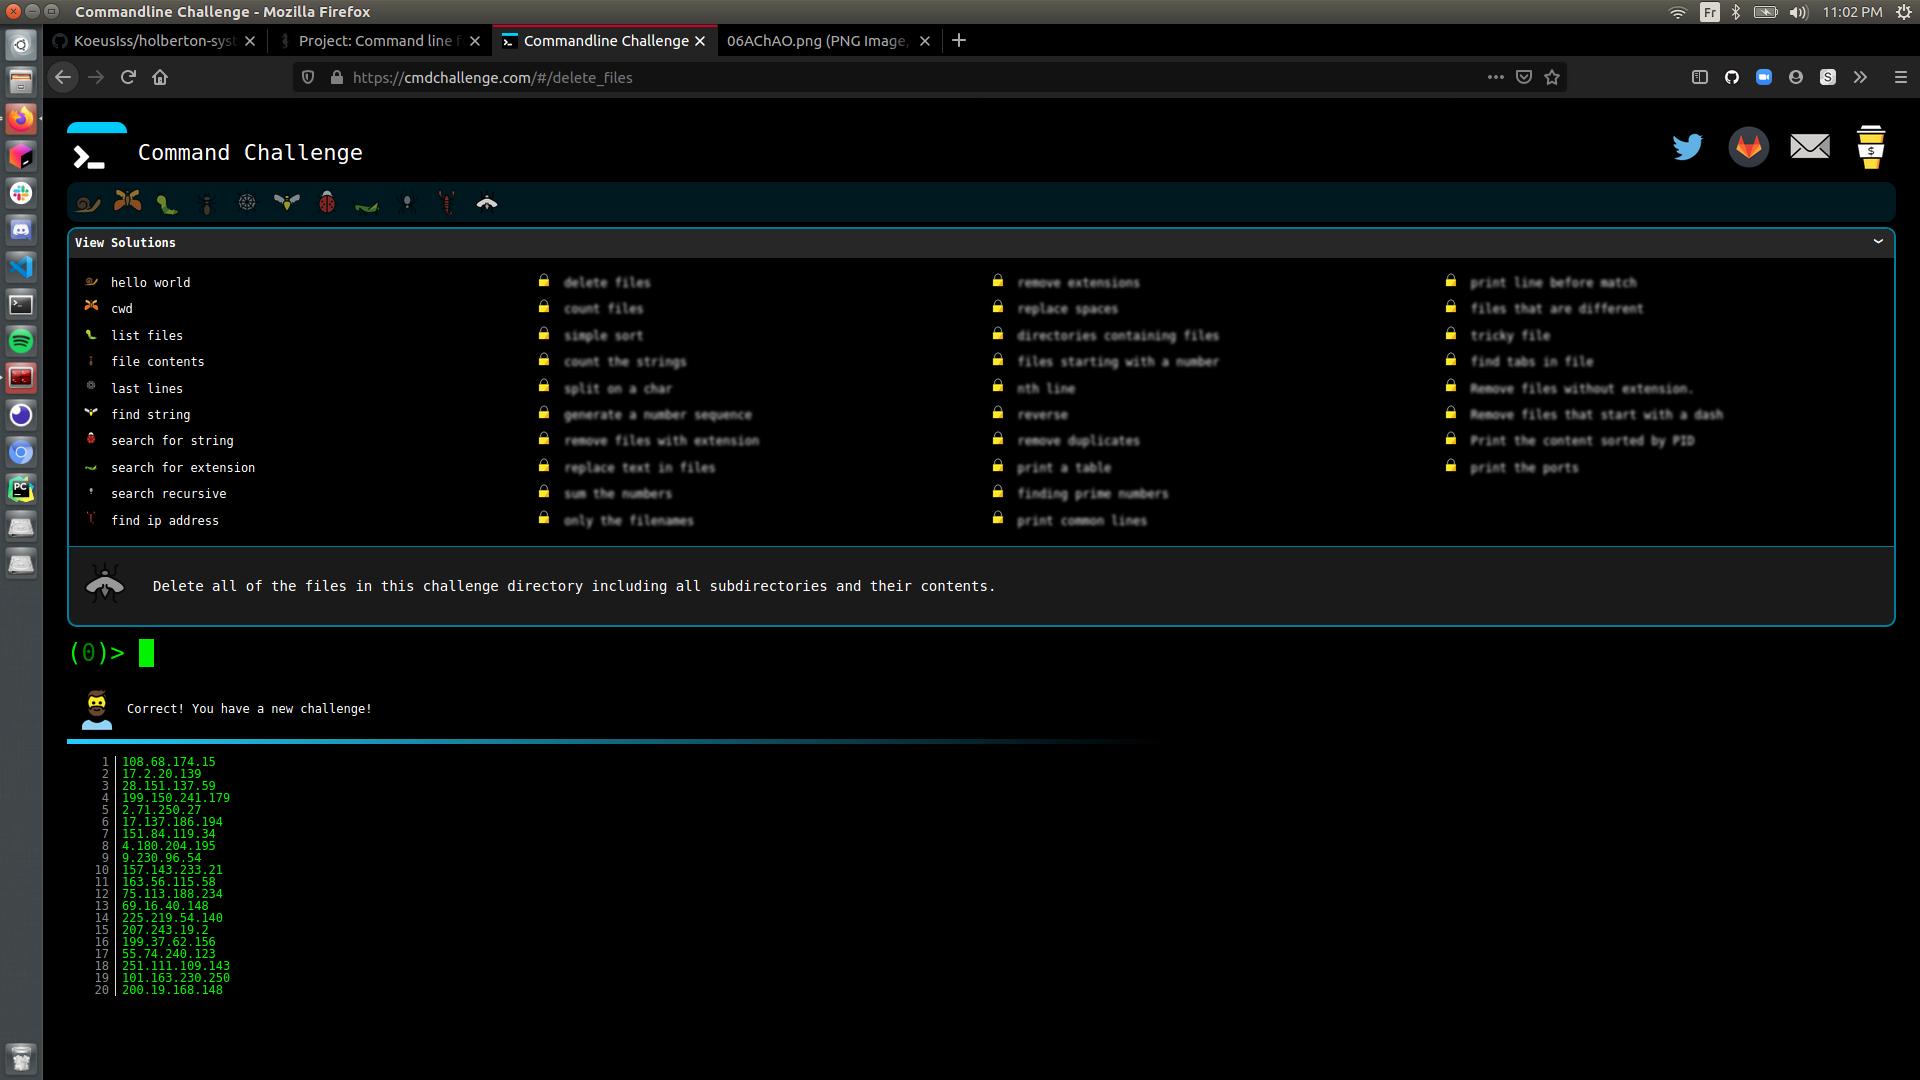 Commandline Challenge - Mozilla Firefox
Fr
11:02 PM
KoeusIss/holberton-syst
Project: Command line f
Commandline Challenge
06AChAO.png (PNG Image,
https://cmdchallenge.com/#/delete_files
S
>_ Command Challenge
$
View Solutions
hello world
delete files
remove extensions
print line before match
cwd
count files
replace spaces
files that are different
list files
simple sort
directories containing files
tricky file
file contents
count the strings
files starting with a number
find tabs in file
last lines
split on a char
nth line
Remove files without extension.
find string
generate a number sequence
reverse
Remove files that start with a dash
search for string
remove files with extension
remove duplicates
Print the content sorted by PID
search for extension
replace text in files
print a table
print the ports
search recursive
sum the numbers
finding prime numbers
find ip address
only the filenames
print common lines
Delete all of the files in this challenge directory including all subdirectories and their contents.
(0)>
Correct! You have a new challenge!
1 108.68.174.15
2 17.2.20.139
3 28.151.137.59
4 199.150.241.179
5 2.71.250.27
6 17.137.186.194
7 151.84.119.34
8 4.180.204.195
9 9.230.96.54
10 157.143.233.21
11 163.56.115.58
12 75.113.188.234
13 69.16.40.148
14 225.219.54.140
15 207.243.19.2
16 199.37.62.156
17 55.74.240.123
18 251.111.109.143
19 101.163.230.250
20 200.19.168.148
PC